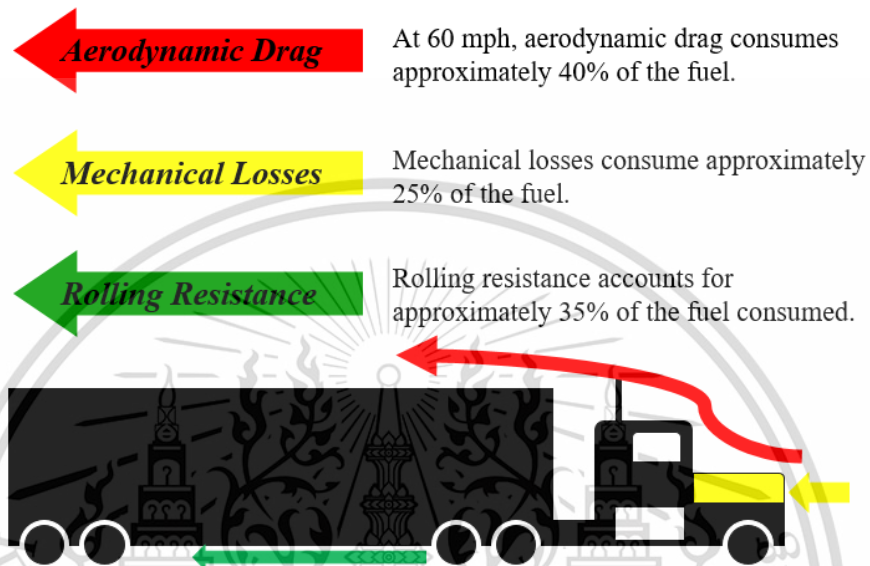 Aerodynamic Drag
At 60 mph, aerodynamic drag consumes
approximately 40% of the fuel.
Mechanical Losses
Mechanical losses consume approximately
25% of the fuel.
Rolling Resistance
Rolling resistance accounts for
approximately 35% of the fuel consumed.